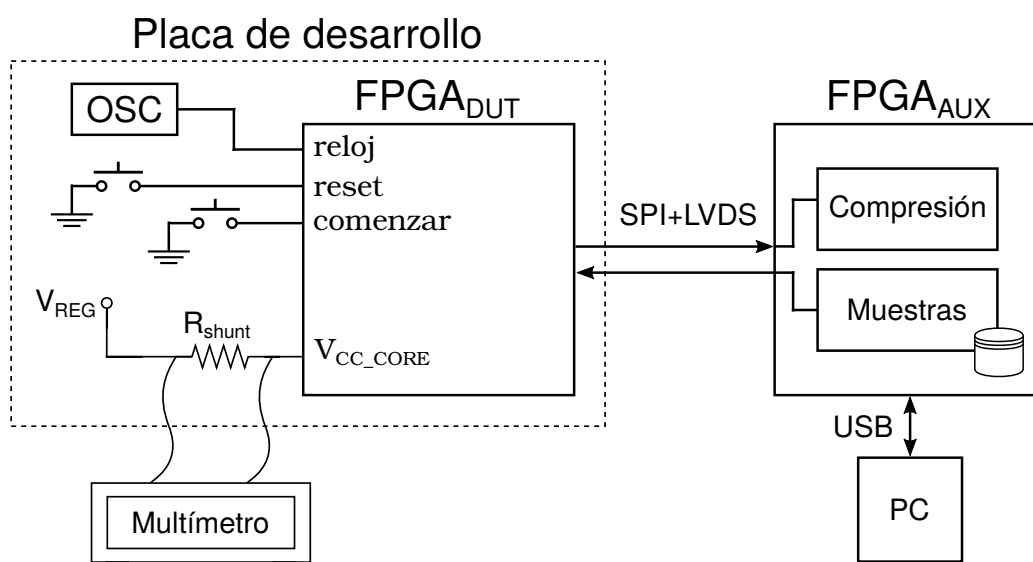 Placa de desarrollo
OSC
FPGA_DUT
reloj
reset
comenzar
V_REG
R_shunt
V_CC_CORE
Multímetro
SPI+LVDS
FPGA_AUX
Compresión
Muestras
USB
PC